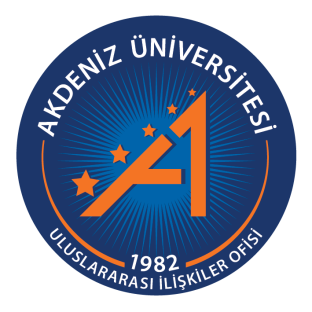 AKDENİZ ÜNİVERSİTESİ
1982
ULUSLARARASI İLİŞKİLER OFİSİ